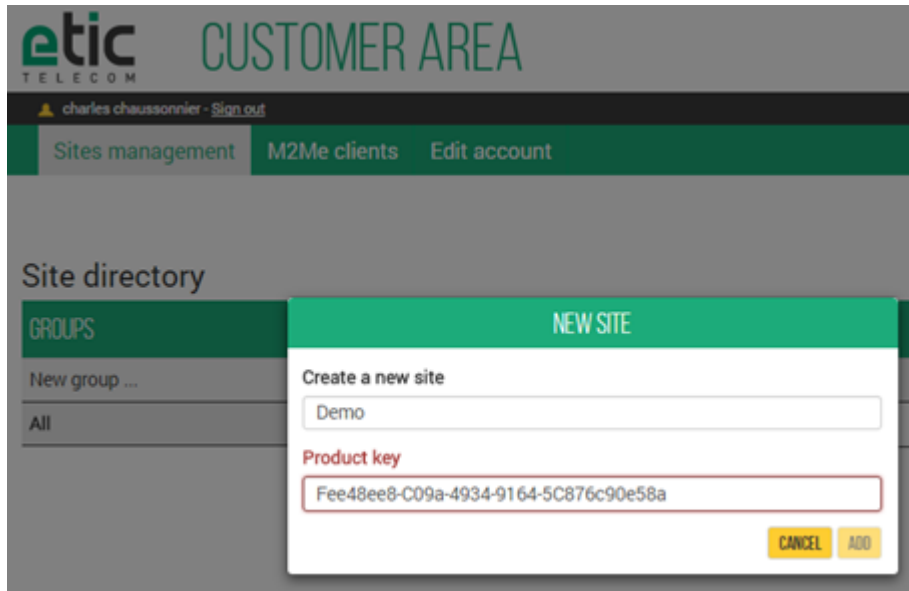 etic
TELECOM
CUSTOMER AREA
charles chaussonnier - Sign out
Sites management M2Me clients Edit account
Site directory
GROUPS
New group ...
All
NEW SITE
Create a new site
Demo
Product key
Fee48ee8-C09a-4934-9164-5C876c90e58a
CANCEL ADD